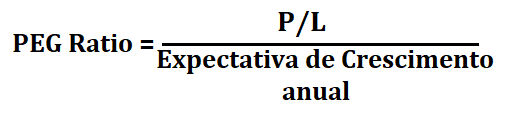 P/L
PEG Ratio =
Expectativa de Crescimento
anual